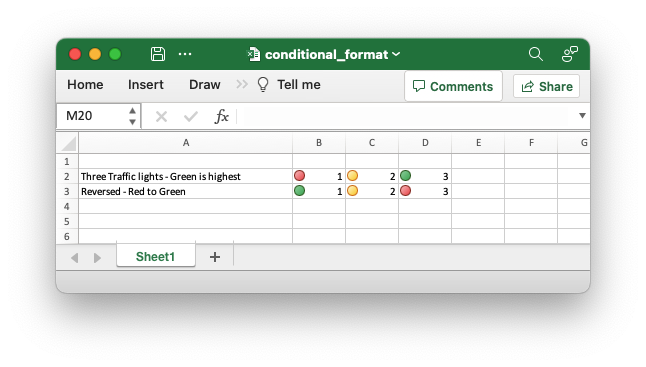 conditional_format
Home Insert Draw Tell me Comments Share
M20 fx
A B C D E F G
1
2 Three Traffic lights - Green is highest 1 2 3
3 Reversed - Red to Green 1 2 3
4
5
6
Sheet1 +